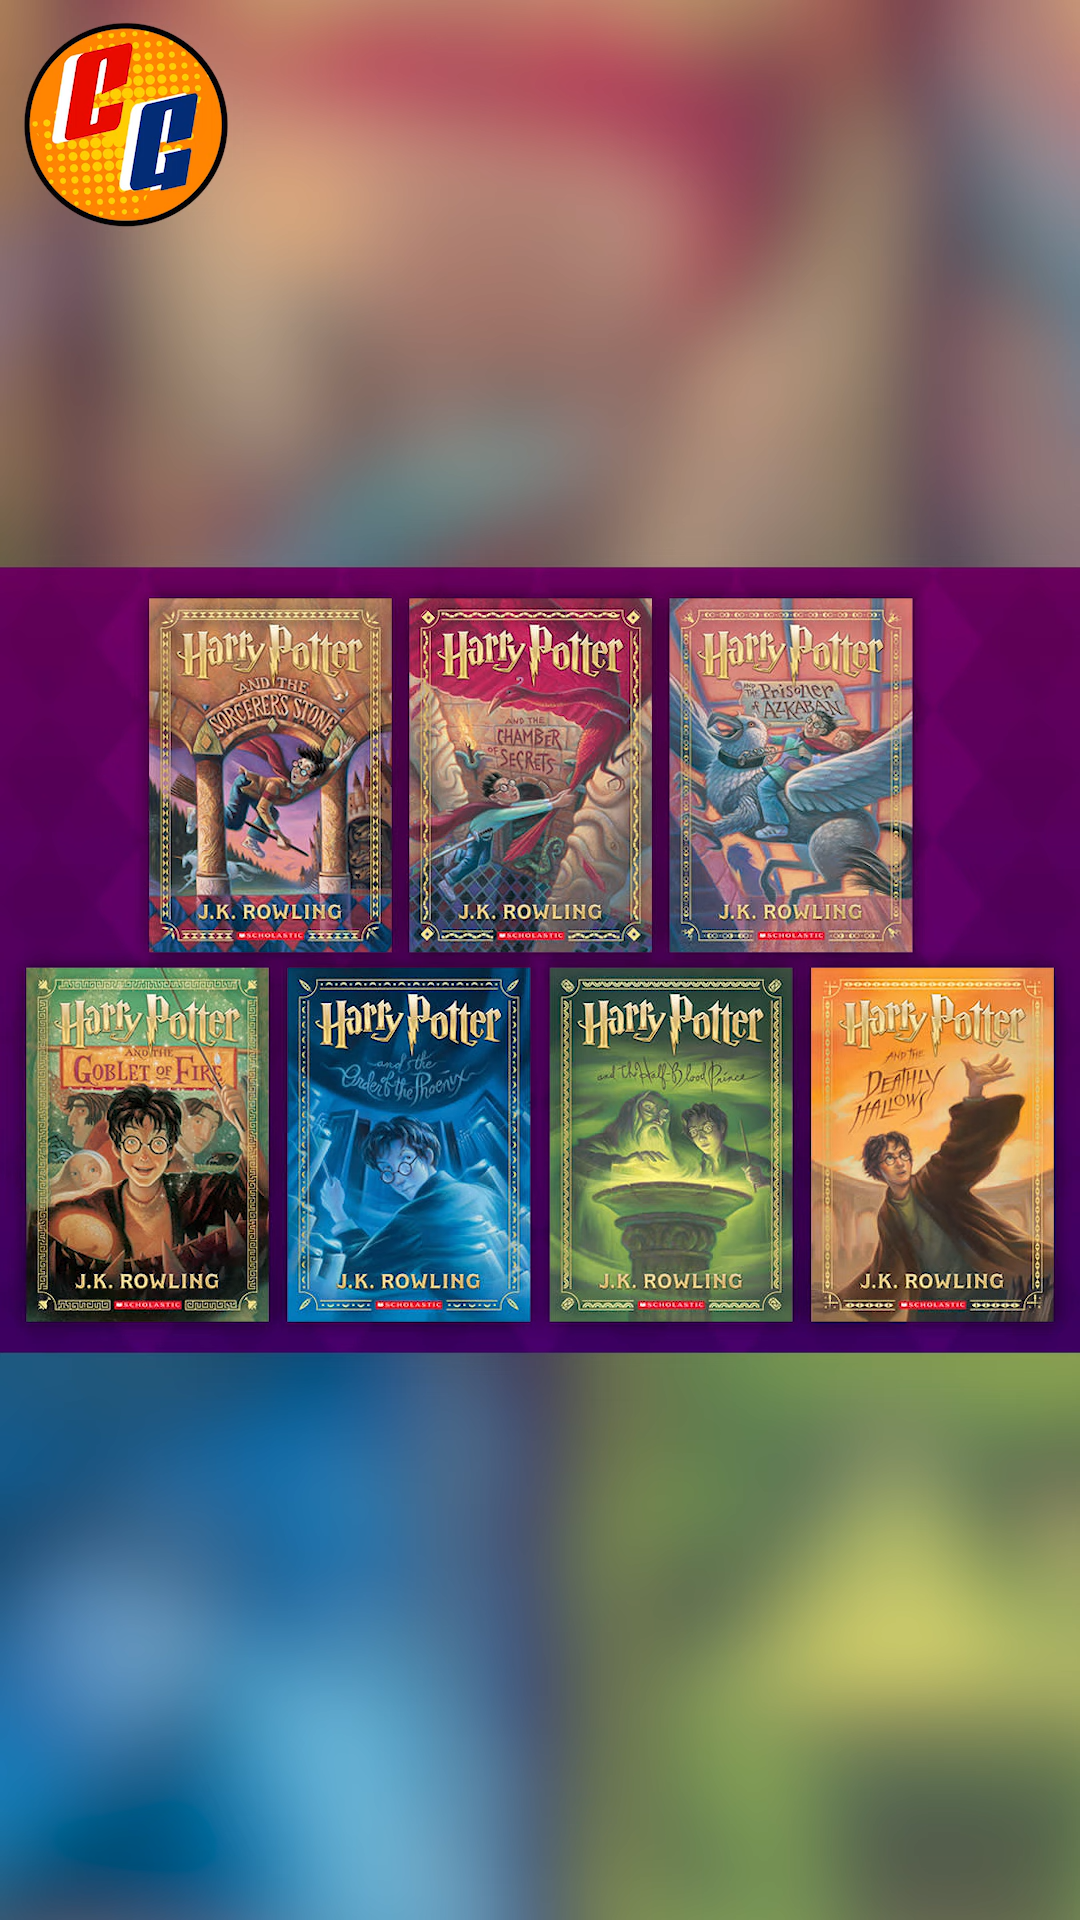 CG
Harry Potter
AND THE
SORCERER'S STONE
J.K. ROWLING
SCHOLASTIC
Harry Potter
AND THE
CHAMBER
OF
SECRETS
J.K. ROWLING
SCHOLASTIC
Harry Potter
AND
THE Prisoner
of AZKABAN
J.K. ROWLING
SCHOLASTIC
Harry Potter
AND THE
GOBLET OF FIRE
J.K. ROWLING
SCHOLASTIC
Harry Potter
and the
Order of the Phoenix
J.K. ROWLING
SCHOLASTIC
Harry Potter
and the Half-Blood Prince
J.K. ROWLING
SCHOLASTIC
Harry Potter
AND THE
DEATHLY
HALLOWS
J.K. ROWLING
SCHOLASTIC